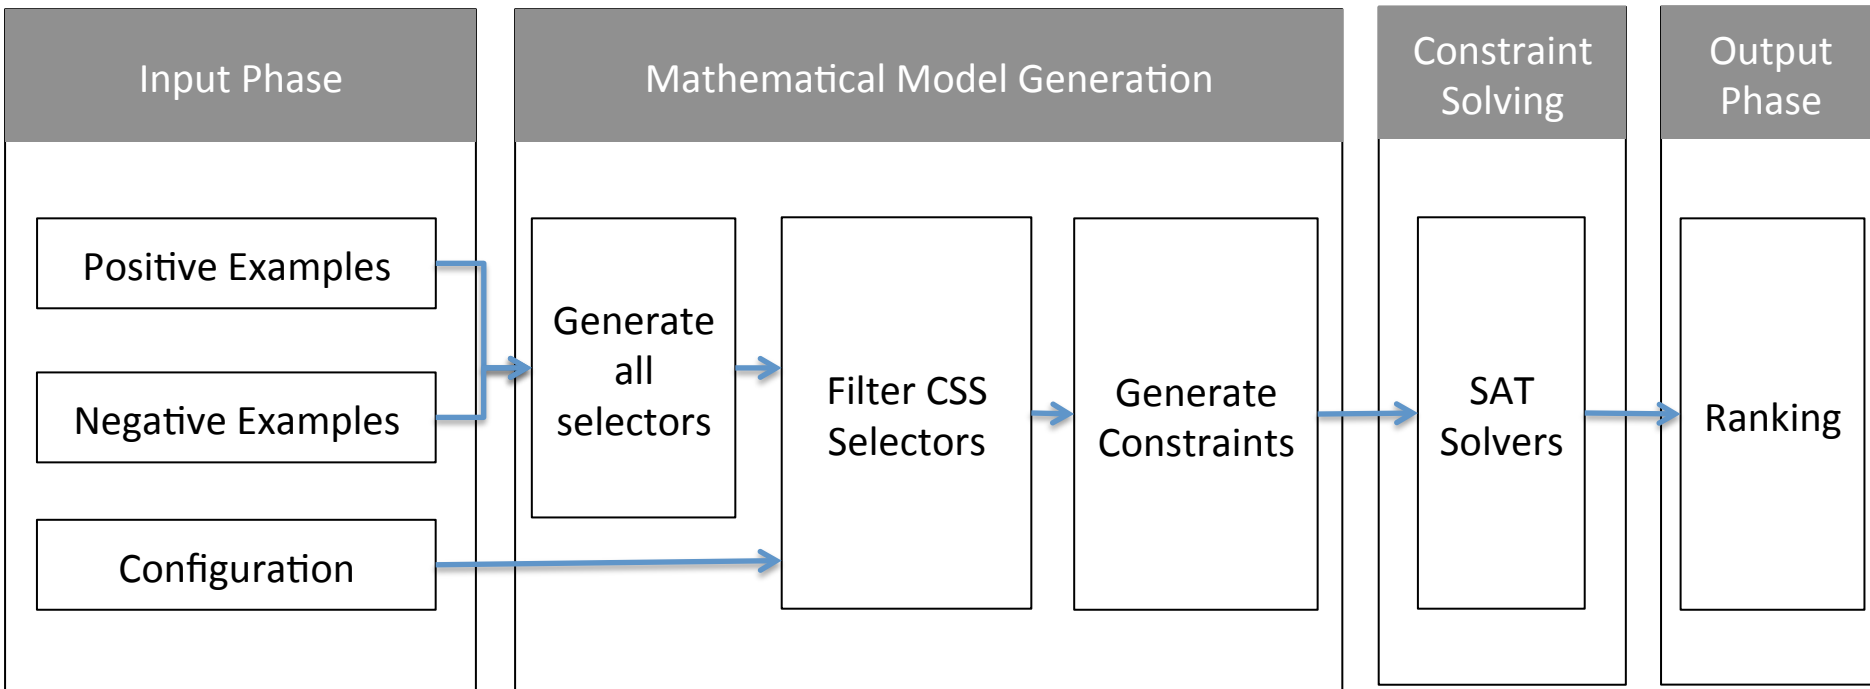 Input Phase
Mathematical Model Generation
Constraint
Solving
Output
Phase
Positive Examples
Negative Examples
Configuration
Generate
all
selectors
Filter CSS
Selectors
Generate
Constraints
SAT
Solvers
Ranking